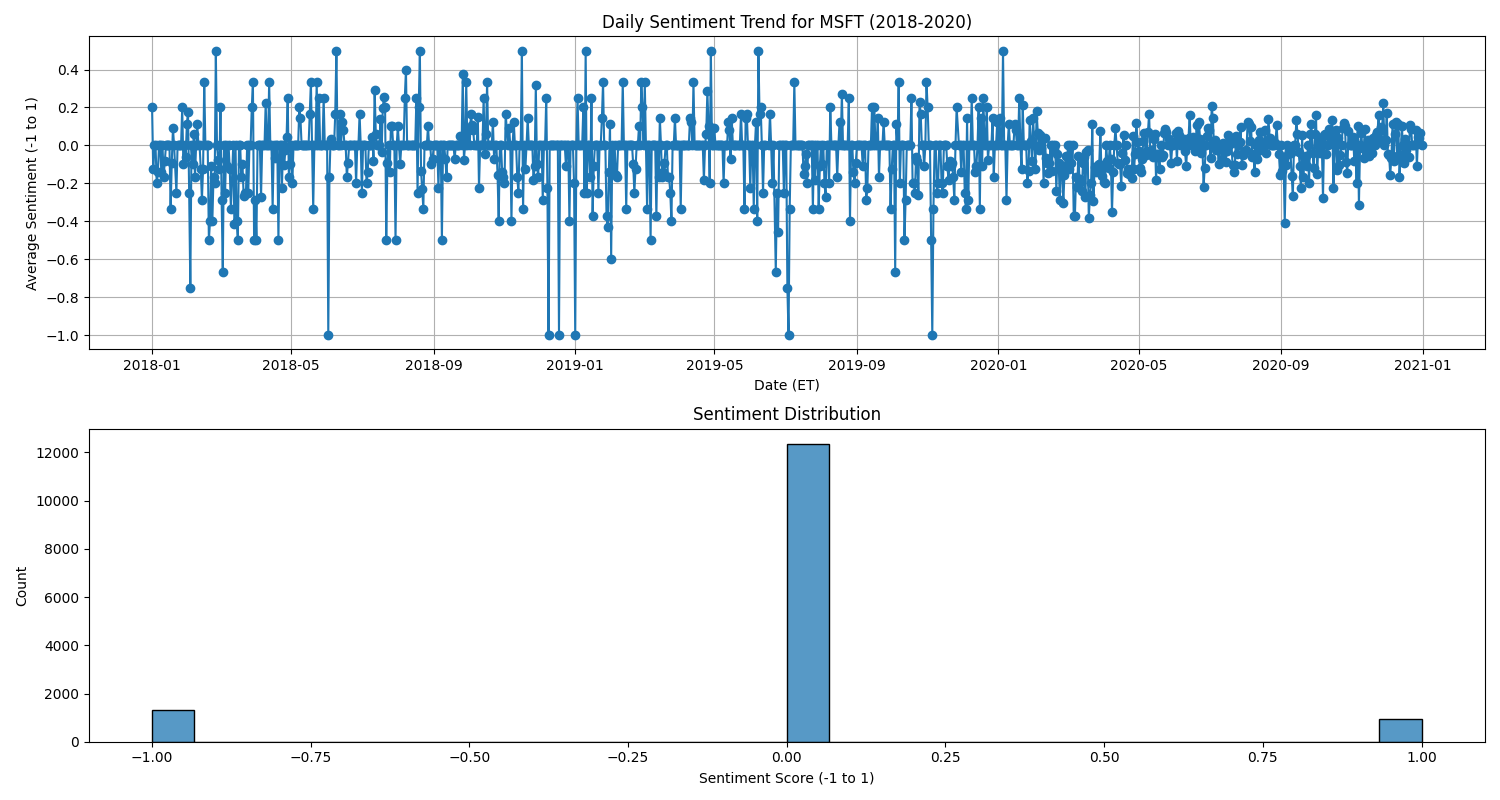 Daily Sentiment Trend for MSFT (2018-2020)
Average Sentiment (-1 to 1)
0.4
0.2
0.0
−0.2
−0.4
−0.6
−0.8
−1.0
2018-01 2018-05 2018-09 2019-01 2019-05 2019-09 2020-01 2020-05 2020-09 2021-01
Date (ET)
Sentiment Distribution
Count
12000
10000
8000
6000
4000
2000
0
−1.00 −0.75 −0.50 −0.25 0.00 0.25 0.50 0.75 1.00
Sentiment Score (-1 to 1)